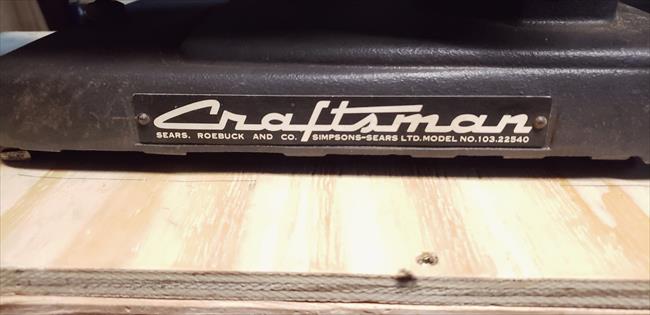 Craftsman
SEARS, ROEBUCK AND CO. SIMPSONS-SEARS LTD. MODEL NO. 103.22540